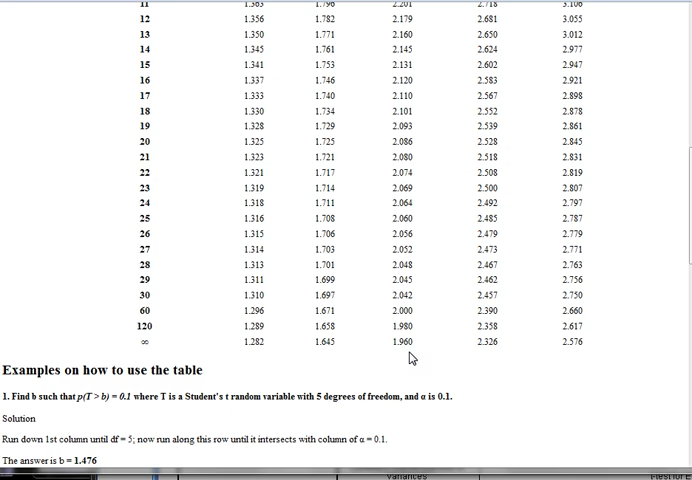 11 1.363 1.796 2.201 2.718 3.106
12 1.356 1.782 2.179 2.681 3.055
13 1.350 1.771 2.160 2.650 3.012
14 1.345 1.761 2.145 2.624 2.977
15 1.341 1.753 2.131 2.602 2.947
16 1.337 1.746 2.120 2.583 2.921
17 1.333 1.740 2.110 2.567 2.898
18 1.330 1.734 2.101 2.552 2.878
19 1.328 1.729 2.093 2.539 2.861
20 1.325 1.725 2.086 2.528 2.845
21 1.323 1.721 2.080 2.518 2.831
22 1.321 1.717 2.074 2.508 2.819
23 1.319 1.714 2.069 2.500 2.807
24 1.318 1.711 2.064 2.492 2.797
25 1.316 1.708 2.060 2.485 2.787
26 1.315 1.706 2.056 2.479 2.779
27 1.314 1.703 2.052 2.473 2.771
28 1.313 1.701 2.048 2.467 2.763
29 1.311 1.699 2.045 2.462 2.756
30 1.310 1.697 2.042 2.457 2.750
60 1.296 1.671 2.000 2.390 2.660
120 1.289 1.658 1.980 2.358 2.617
∞ 1.282 1.645 1.960 2.326 2.576
Examples on how to use the table
1. Find b such that p(T > b) = 0.1 where T is a Student's t random variable with 5 degrees of freedom, and α is 0.1.
Solution
Run down 1st column until df = 5; now run along this row until it intersects with column of α = 0.1.
The answer is b = 1.476
Variances